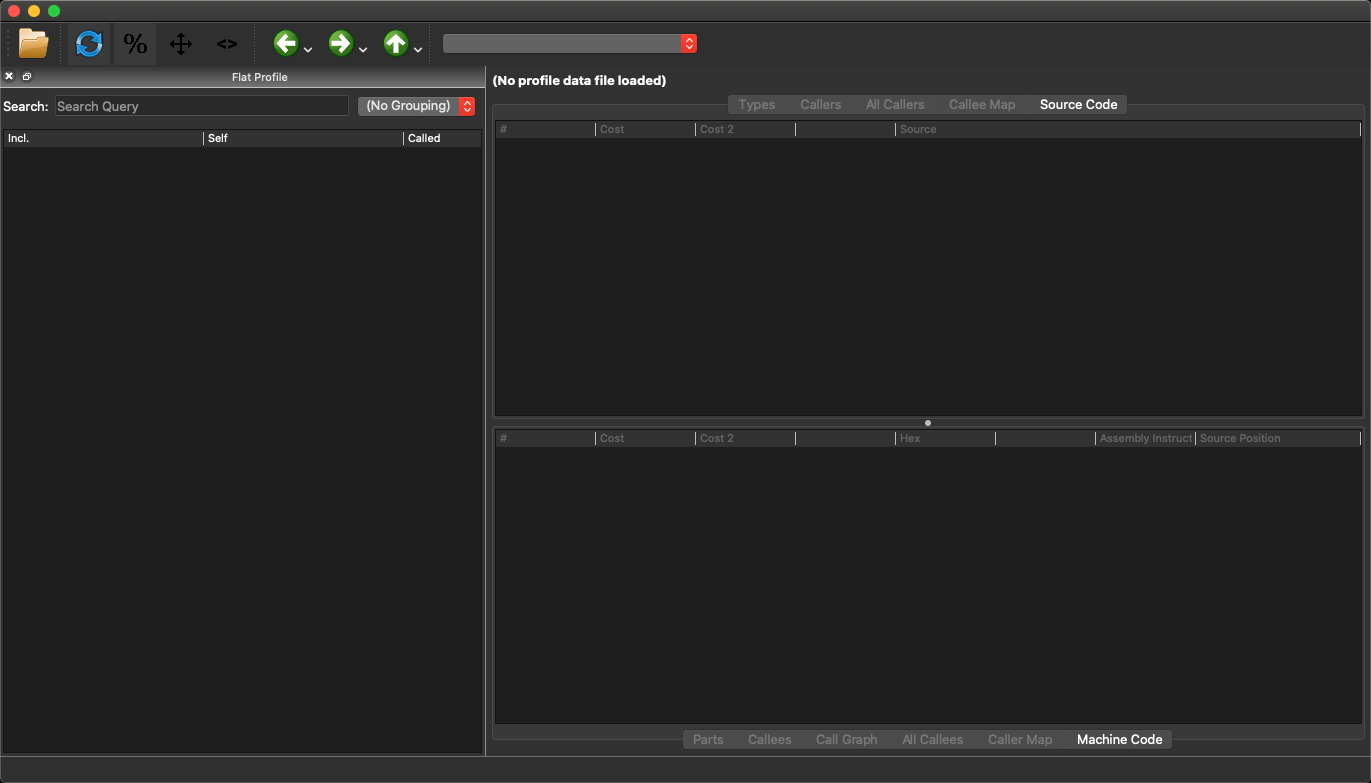 %
<>
Flat Profile
(No profile data file loaded)
Search: Search Query (No Grouping)
Types Callers All Callers Callee Map Source Code
Incl. Self Called
# Cost Cost 2 Source
# Cost Cost 2 Hex Assembly Instruct Source Position
Parts Callees Call Graph All Callees Caller Map Machine Code